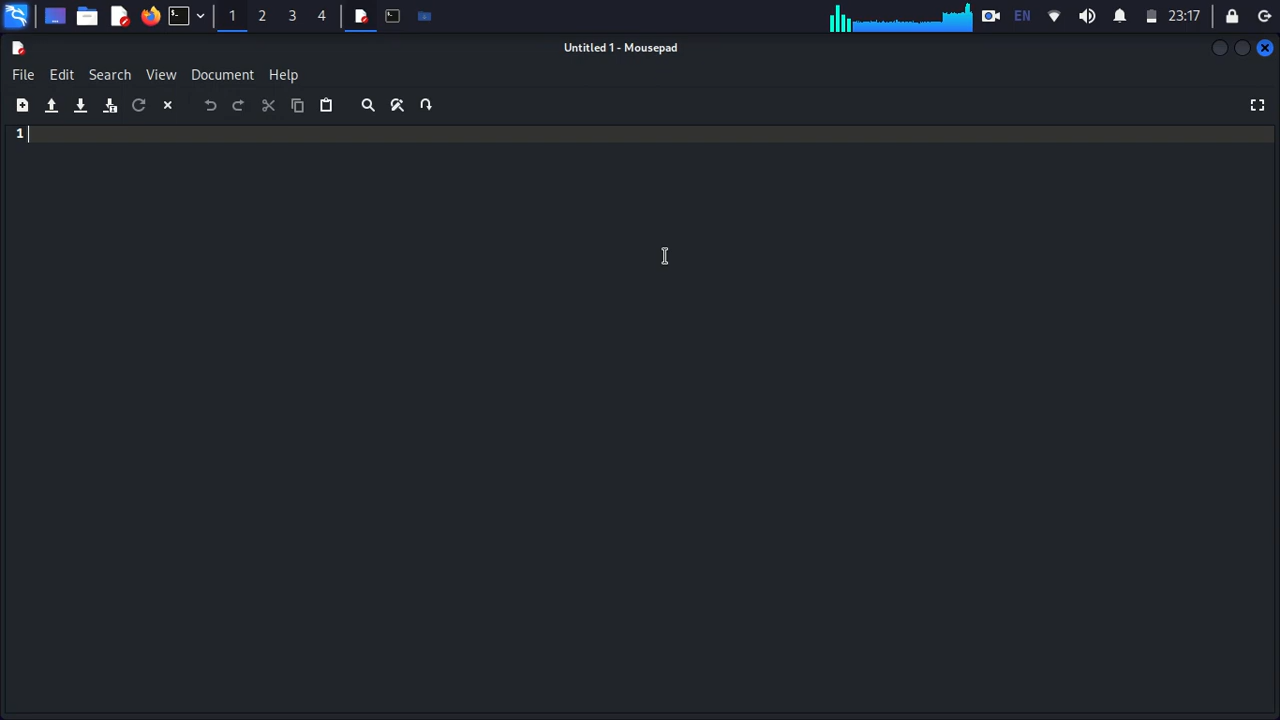 1 2 3 4 EN 23:17
Untitled 1 - Mousepad
File Edit Search View Document Help
1